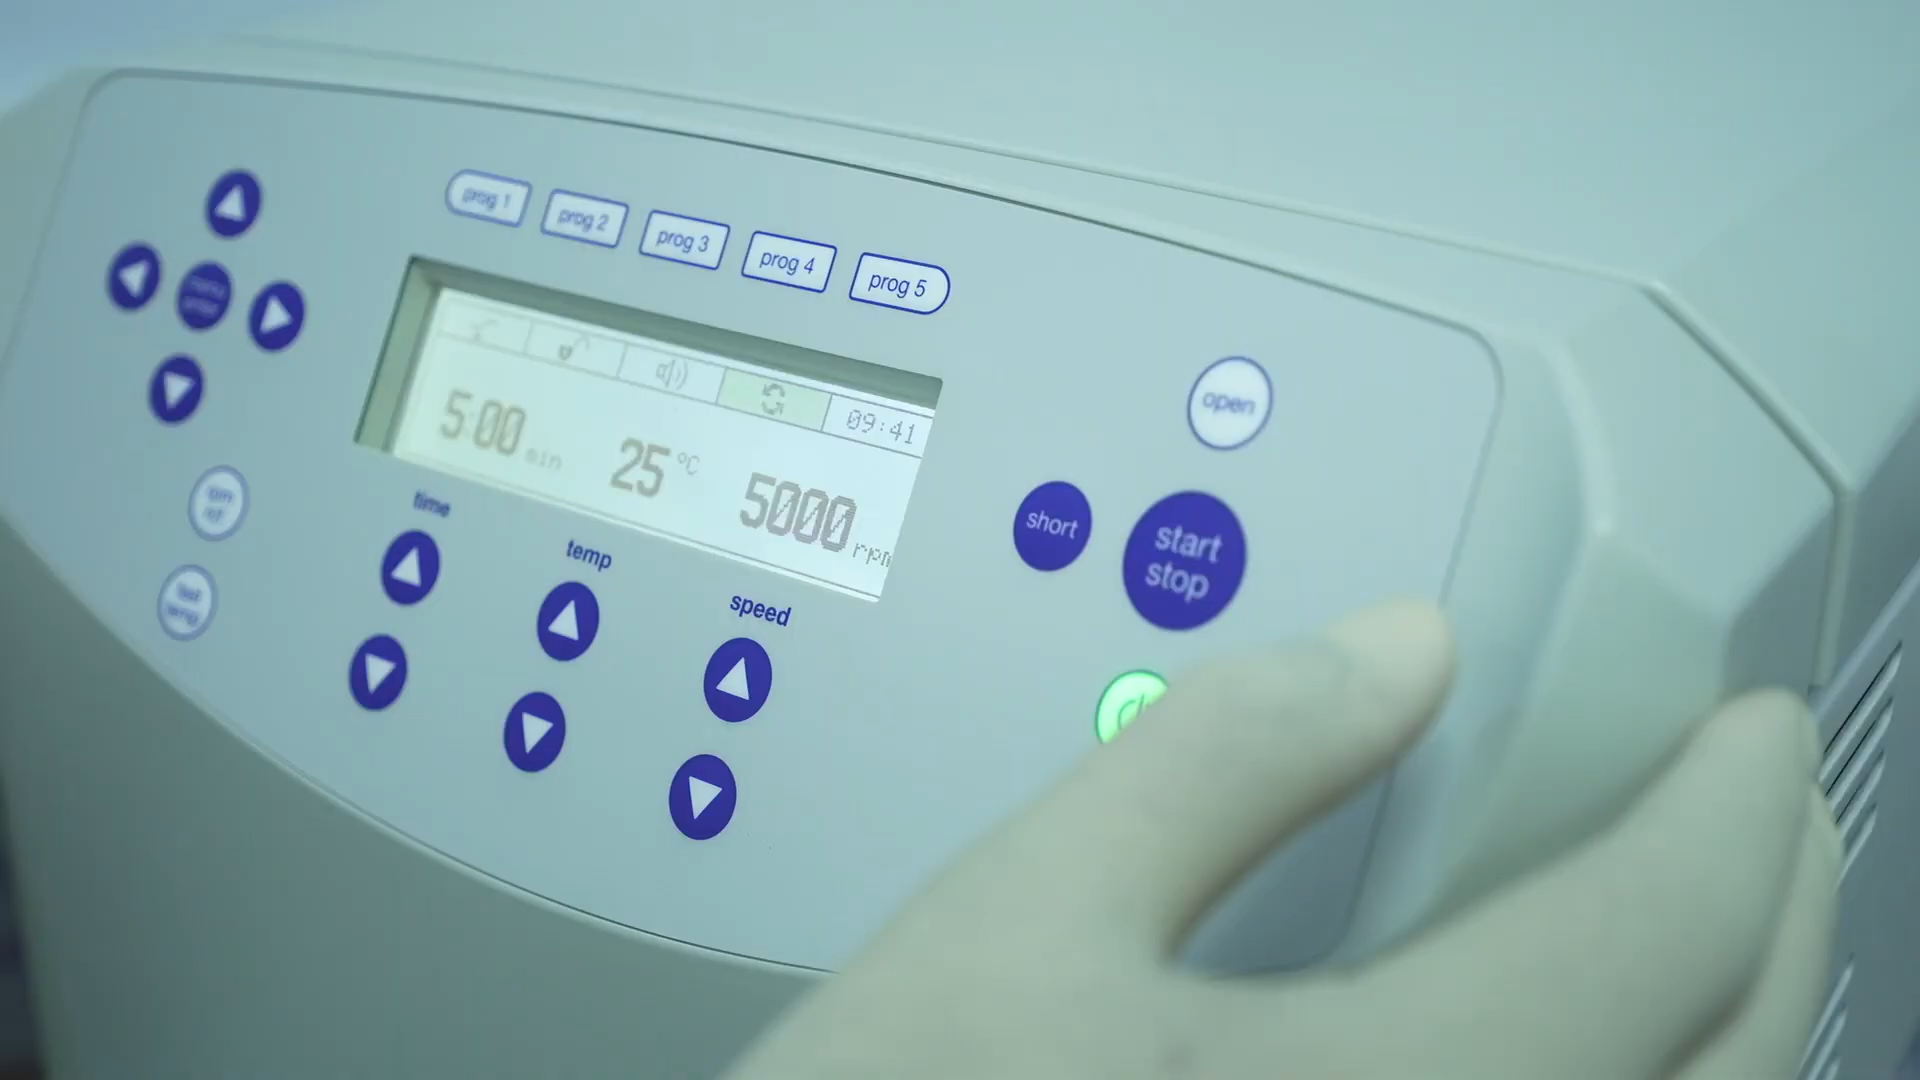 prog 1
prog 2
prog 3
prog 4
prog 5
09:41
5:00 min
25 °C
5000 rpm
time
temp
speed
open
short
start
stop